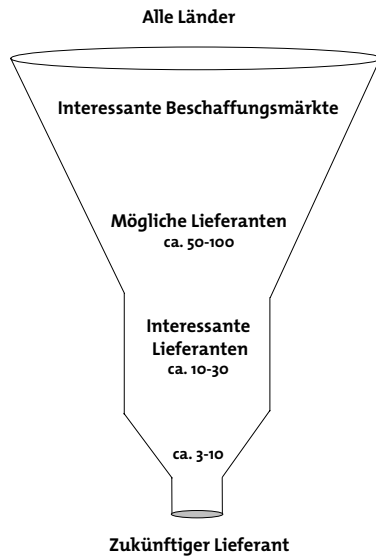 Alle Länder
Interessante Beschaffungsmärkte
Mögliche Lieferanten
ca. 50-100
Interessante
Lieferanten
ca. 10-30
ca. 3-10
Zukünftiger Lieferant